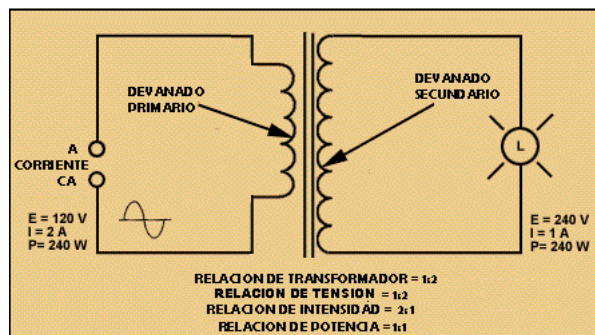 DEVANADO
PRIMARIO
DEVANADO
SECUNDARIO
A
CORRIENTE
CA
L
E = 120 V
I = 2 A
P= 240 W
E = 240 V
I = 1 A
P= 240 W
RELACION DE TRANSFORMADOR = 1:2
RELACION DE TENSION = 1:2
RELACION DE INTENSIDAD = 2:1
RELACION DE POTENCIA = 1:1